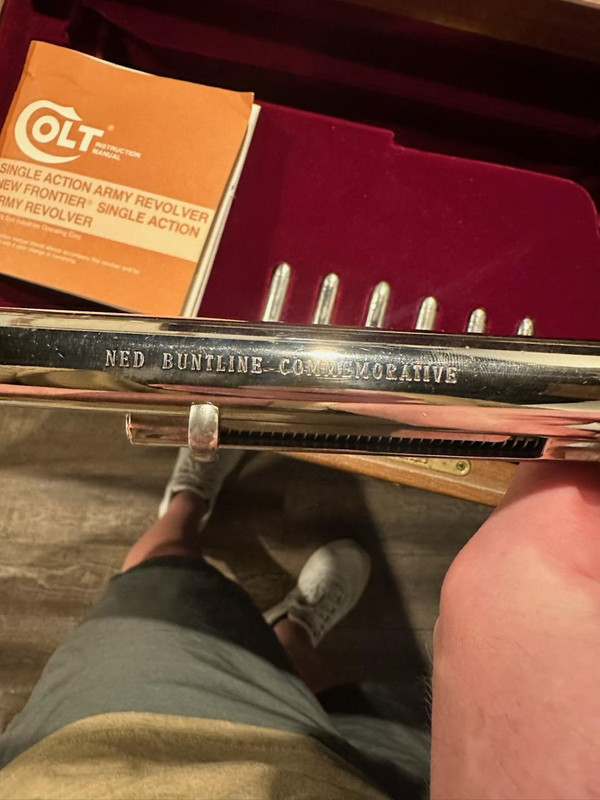 COLT®
INSTRUCTION
MANUAL
SINGLE ACTION ARMY REVOLVER
NEW FRONTIER® SINGLE ACTION
ARMY REVOLVER
NED BUNTLINE COMMEMORATIVE